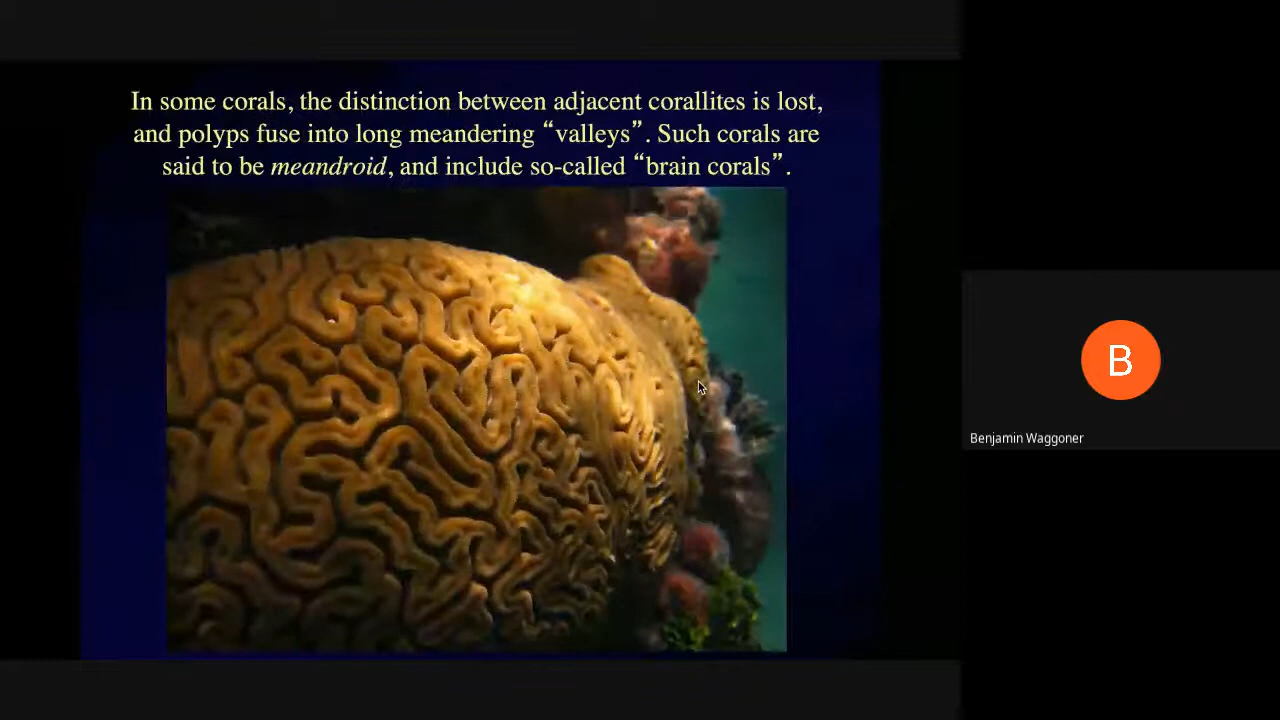 In some corals, the distinction between adjacent corallites is lost,
and polyps fuse into long meandering “valleys”. Such corals are
said to be meandroid, and include so-called “brain corals”.
B
Benjamin Waggoner